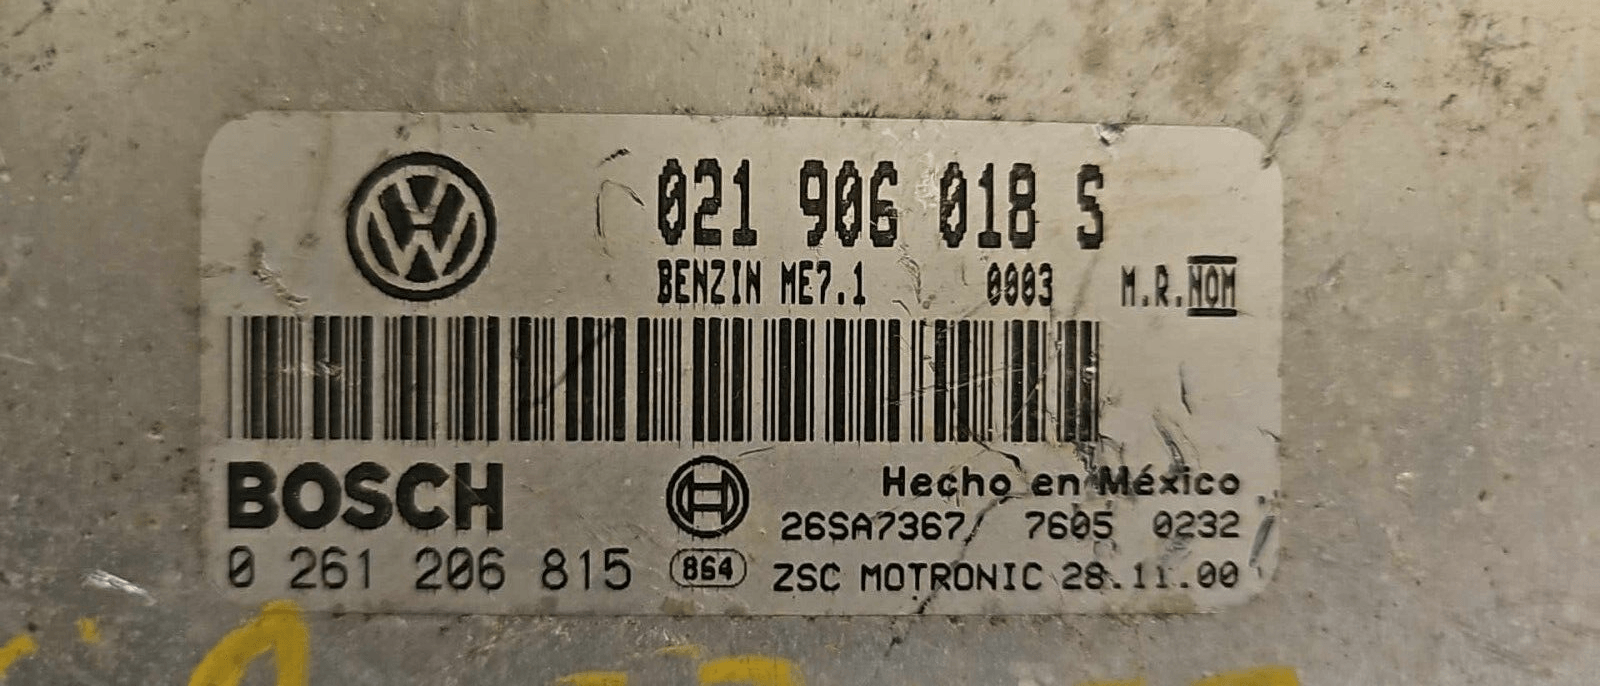 021 906 018 S
BENZIN ME7.1 0003 M.R.NOM
BOSCH
Hecho en México
26SA7367/ 7605 0232
0 261 206 815 864 ZSC MOTRONIC 28.11.00